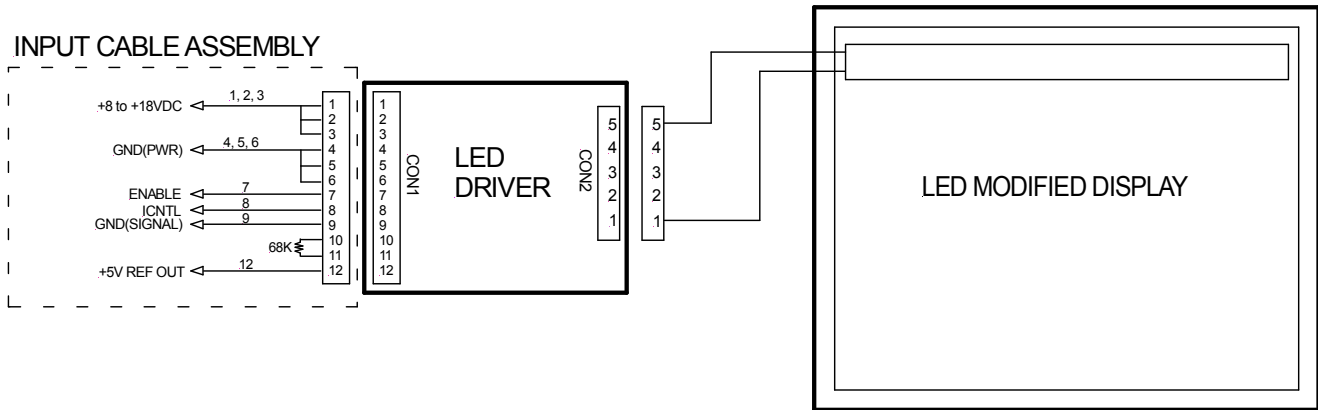 INPUT CABLE ASSEMBLY
+8 to +18VDC
1, 2, 3
GND(PWR)
4, 5, 6
ENABLE
7
ICNTL
8
GND(SIGNAL)
9
68K
+5V REF OUT
12
1
2
3
4
5
6
7
8
9
10
11
12
1
2
3
4
5
6
7
8
9
10
11
12
CON1
LED
DRIVER
CON2
5
4
3
2
1
5
4
3
2
1
LED MODIFIED DISPLAY